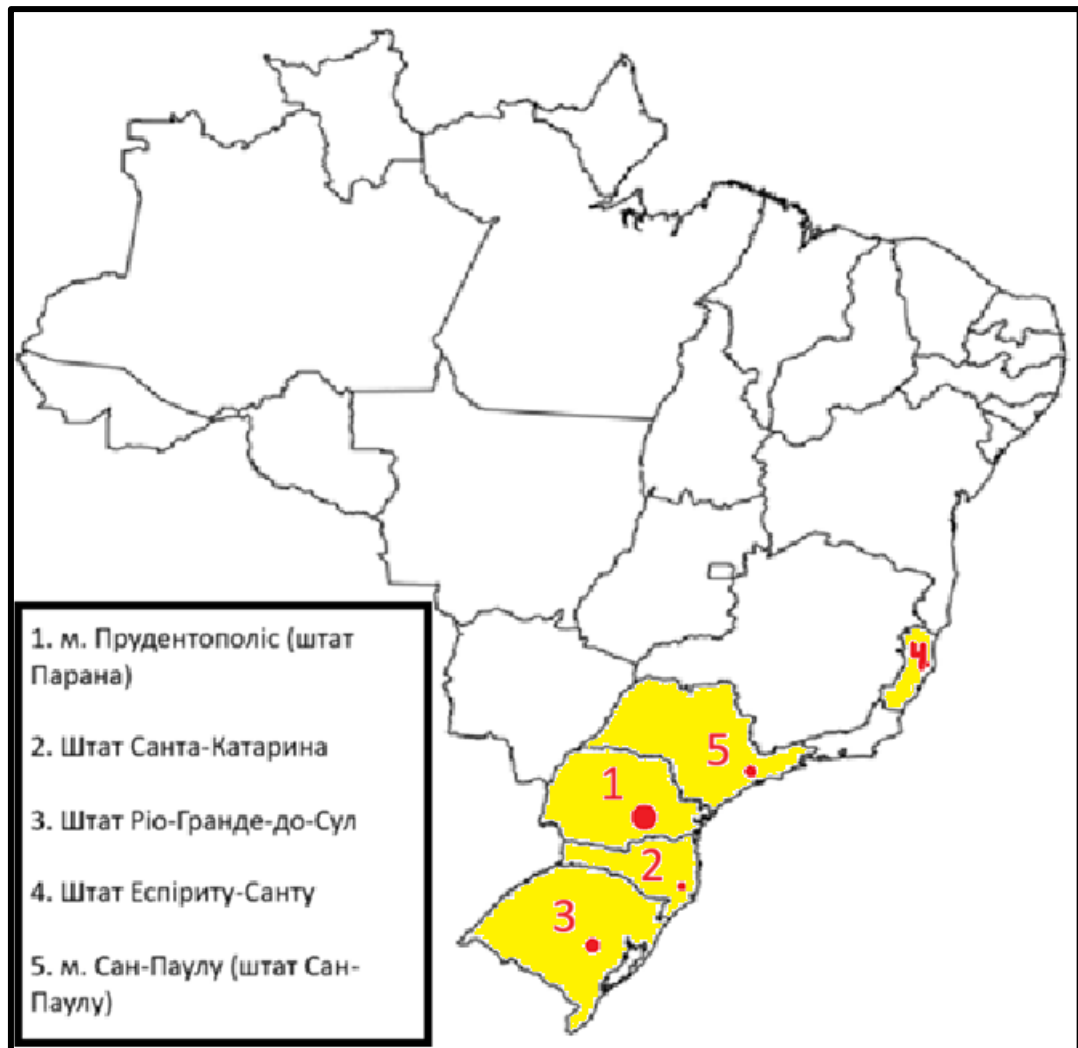 1. м. Прудентополіс (штат
Парана)
2. Штат Санта-Катарина
3. Штат Ріо-Гранде-до-Сул
4. Штат Еспіриту-Санту
5. м. Сан-Паулу (штат Сан-
Паулу)
4
5
1
2
3